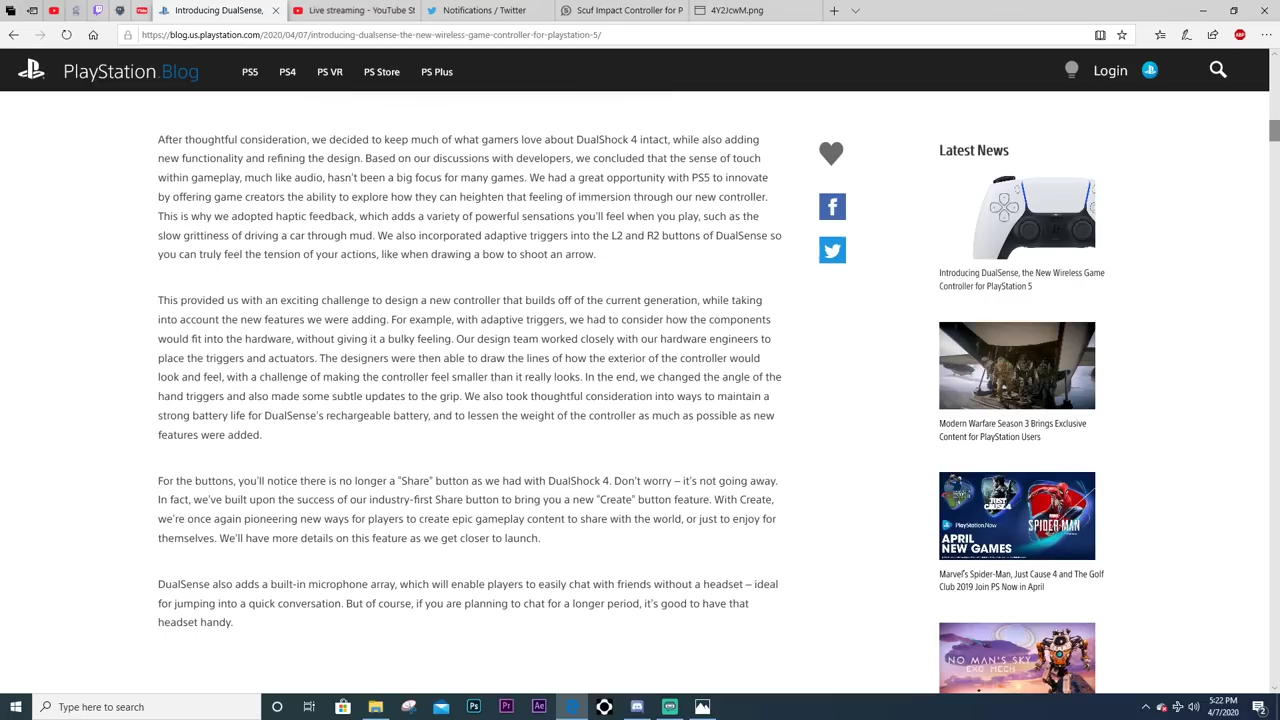 Introducing DualSense,
Live streaming - YouTube St
Notifications / Twitter
Scuf Impact Controller for P
4Y2JcwM.png
https://blog.us.playstation.com/2020/04/07/introducing-dualsense-the-new-wireless-game-controller-for-playstation-5/
ABP
PlayStation.Blog
PS5
PS4
PS VR
PS Store
PS Plus
Login
After thoughtful consideration, we decided to keep much of what gamers love about DualShock 4 intact, while also adding
new functionality and refining the design. Based on our discussions with developers, we concluded that the sense of touch
within gameplay, much like audio, hasn't been a big focus for many games. We had a great opportunity with PS5 to innovate
by offering game creators the ability to explore how they can heighten that feeling of immersion through our new controller.
This is why we adopted haptic feedback, which adds a variety of powerful sensations you'll feel when you play, such as the
slow grittiness of driving a car through mud. We also incorporated adaptive triggers into the L2 and R2 buttons of DualSense so
you can truly feel the tension of your actions, like when drawing a bow to shoot an arrow.
This provided us with an exciting challenge to design a new controller that builds off of the current generation, while taking
into account the new features we were adding. For example, with adaptive triggers, we had to consider how the components
would fit into the hardware, without giving it a bulky feeling. Our design team worked closely with our hardware engineers to
place the triggers and actuators. The designers were then able to draw the lines of how the exterior of the controller would
look and feel, with a challenge of making the controller feel smaller than it really looks. In the end, we changed the angle of the
hand triggers and also made some subtle updates to the grip. We also took thoughtful consideration into ways to maintain a
strong battery life for DualSense's rechargeable battery, and to lessen the weight of the controller as much as possible as new
features were added.
For the buttons, you'll notice there is no longer a "Share" button as we had with DualShock 4. Don't worry – it's not going away.
In fact, we've built upon the success of our industry-first Share button to bring you a new "Create" button feature. With Create,
we're once again pioneering new ways for players to create epic gameplay content to share with the world, or just to enjoy for
themselves. We'll have more details on this feature as we get closer to launch.
DualSense also adds a built-in microphone array, which will enable players to easily chat with friends without a headset – ideal
for jumping into a quick conversation. But of course, if you are planning to chat for a longer period, it's good to have that
headset handy.
Latest News
Introducing DualSense, the New Wireless Game
Controller for PlayStation 5
Modern Warfare Season 3 Brings Exclusive
Content for PlayStation Users
JUST
CAUSE 4
SPIDER-MAN
PlayStation.Now
APRIL
NEW GAMES
Marvel's Spider-Man, Just Cause 4 and The Golf
Club 2019 Join PS Now in April
NO MAN'S SKY
EXO MECH
Type here to search
Ps
Pr
Ae
5:22 PM
4/7/2020
2